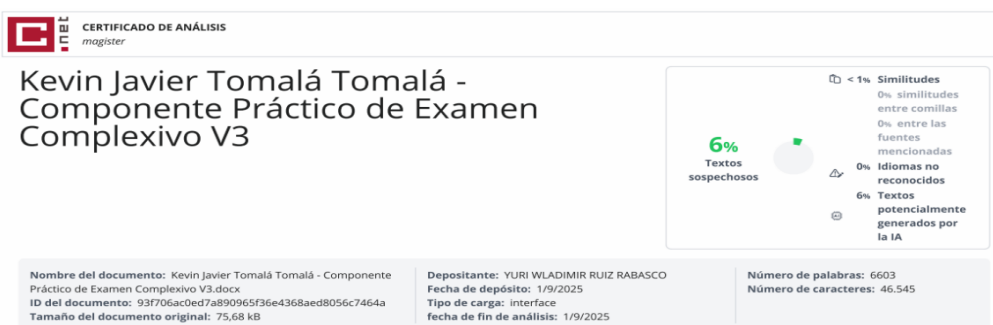 C
.net
CERTIFICADO DE ANÁLISIS
magister
Kevin Javier Tomalá Tomalá -
Componente Práctico de Examen
Complexivo V3
6%
Textos
sospechosos
< 1% Similitudes
0% similitudes
entre comillas
0% entre las
fuentes
mencionadas
0% Idiomas no
reconocidos
6% Textos
potencialmente
generados por
la IA
Nombre del documento: Kevin Javier Tomalá Tomalá - Componente
Práctico de Examen Complexivo V3.docx
ID del documento: 93f706ac0ed7a890965f36e4368aed8056c7464a
Tamaño del documento original: 75,68 kB
Depositante: YURI WLADIMIR RUIZ RABASCO
Fecha de depósito: 1/9/2025
Tipo de carga: interface
fecha de fin de análisis: 1/9/2025
Número de palabras: 6603
Número de caracteres: 46.545